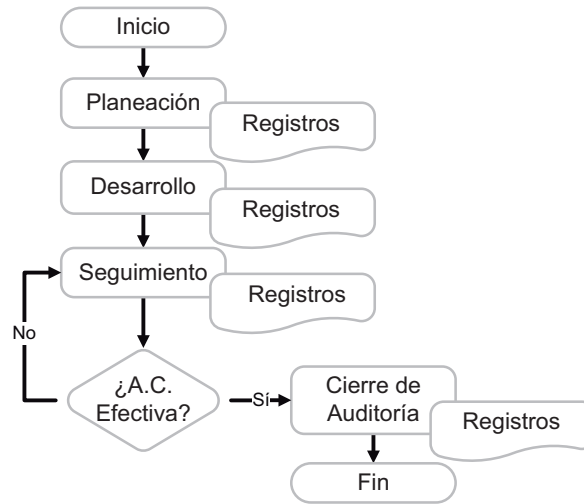 Inicio
Planeación
Registros
Desarrollo
Registros
Seguimiento
Registros
No
¿A.C.
Efectiva?
Sí
Cierre de
Auditoría
Registros
Fin